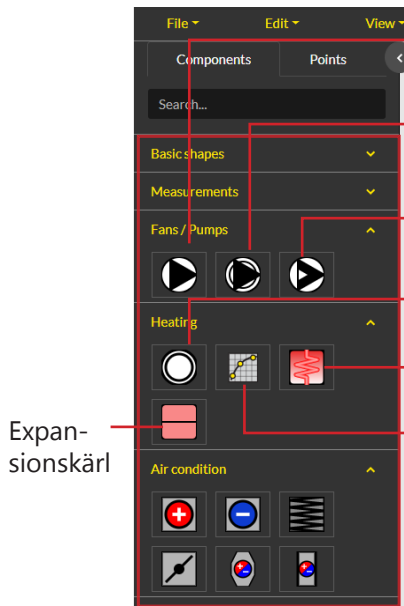 File Edit View
Components Points
Search...
Basic shapes
Measurements
Fans / Pumps
Heating
Expan-
sionskärl
Air condition